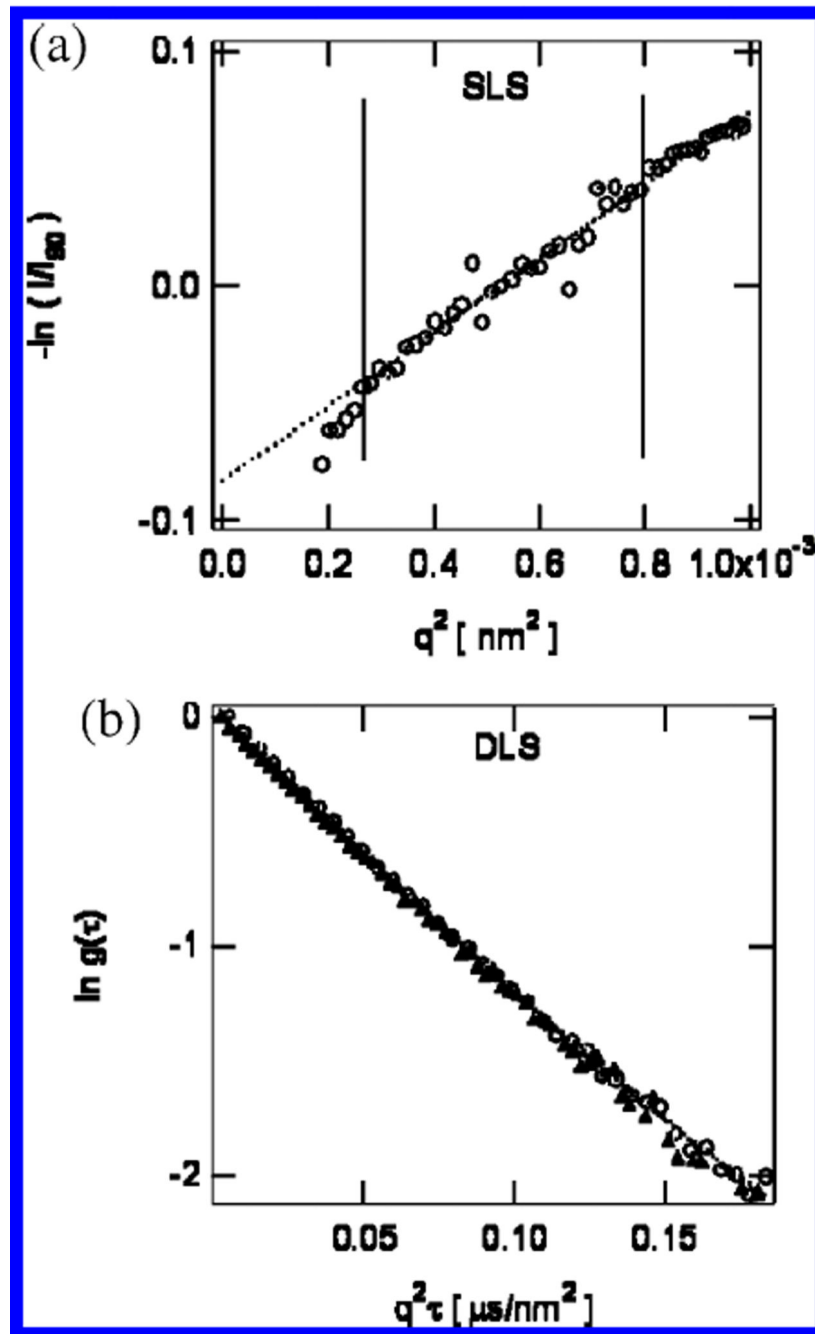 (a)
SLS
0.1
0.0
-0.1
-ln ( I/I90 )
0.0 0.2 0.4 0.6 0.8 1.0x10-3
q2 [ nm2 ]
(b)
DLS
0
-1
-2
ln g(τ)
0.05 0.10 0.15
q2τ [ μs/nm2 ]